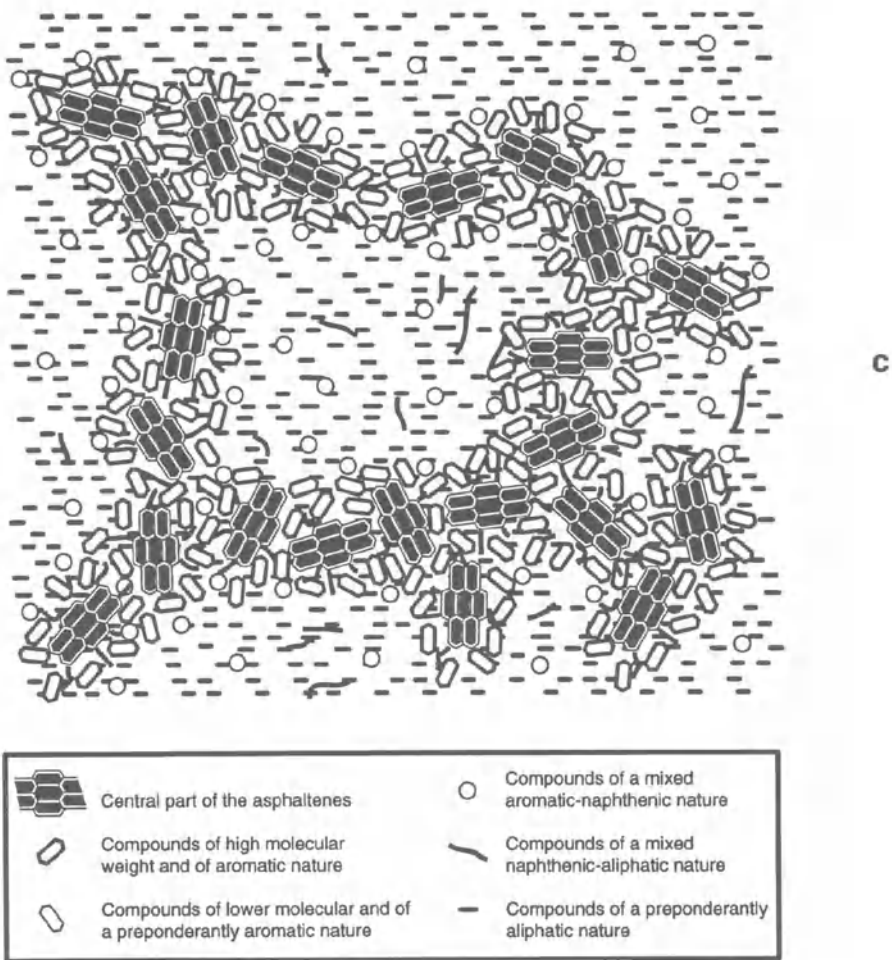 C
Central part of the asphaltenes
Compounds of high molecular
weight and of aromatic nature
Compounds of lower molecular and of
a preponderantly aromatic nature
Compounds of a mixed
aromatic-naphthenic nature
Compounds of a mixed
naphthenic-aliphatic nature
Compounds of a preponderantly
aliphatic nature